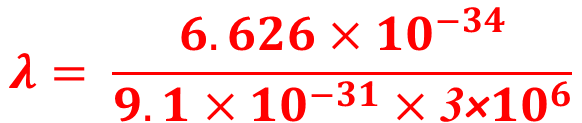 λ = 6.626 × 10⁻³⁴
9.1 × 10⁻³¹ × 3×10⁶